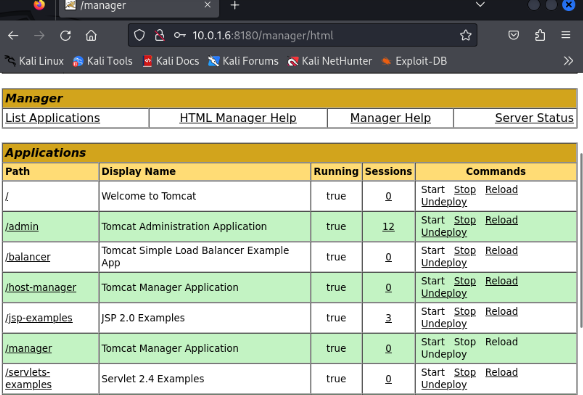 /manager
10.0.1.6:8180/manager/html
Kali Linux Kali Tools Kali Docs Kali Forums Kali NetHunter Exploit-DB
Manager
List Applications HTML Manager Help Manager Help Server Status
Applications
Path Display Name Running Sessions Commands
/ Welcome to Tomcat true 0 Start Stop Reload
Undeploy
/admin Tomcat Administration Application true 12 Start Stop Reload
Undeploy
/balancer Tomcat Simple Load Balancer Example
App true 0 Start Stop Reload
Undeploy
/host-manager Tomcat Manager Application true 0 Start Stop Reload
Undeploy
/jsp-examples JSP 2.0 Examples true 3 Start Stop Reload
Undeploy
/manager Tomcat Manager Application true 0 Start Stop Reload
Undeploy
/servlets-
examples Servlet 2.4 Examples true 0 Start Stop Reload
Undeploy